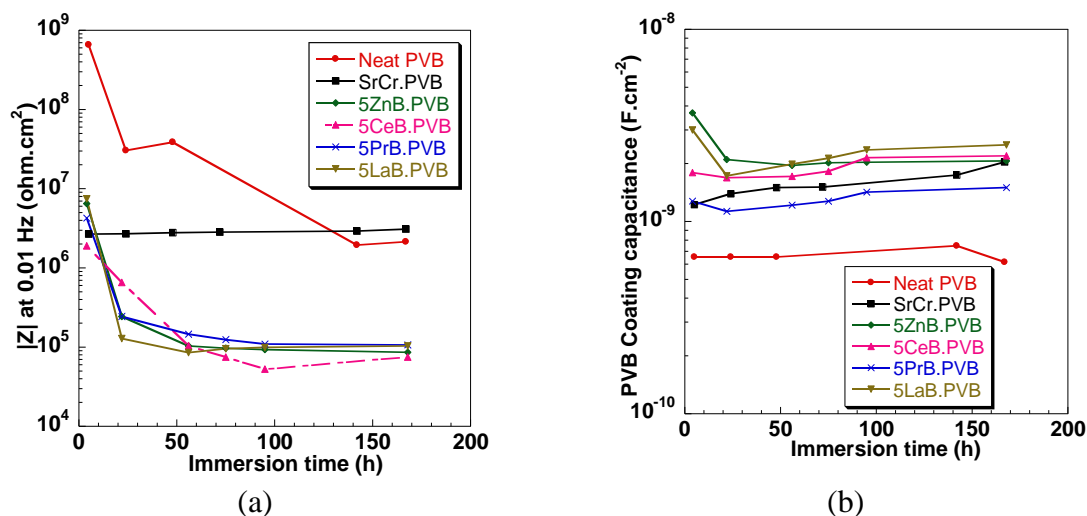 10^9
10^8
10^7
10^6
10^5
10^4
|Z| at 0.01 Hz (ohm.cm^2)
Neat PVB
SrCr.PVB
5ZnB.PVB
5CeB.PVB
5PrB.PVB
5LaB.PVB
0 50 100 150 200
Immersion time (h)
(a)
10^-8
10^-9
10^-10
PVB Coating capacitance (F.cm^-2)
Neat PVB
SrCr.PVB
5ZnB.PVB
5CeB.PVB
5PrB.PVB
5LaB.PVB
0 50 100 150 200
Immersion time (h)
(b)